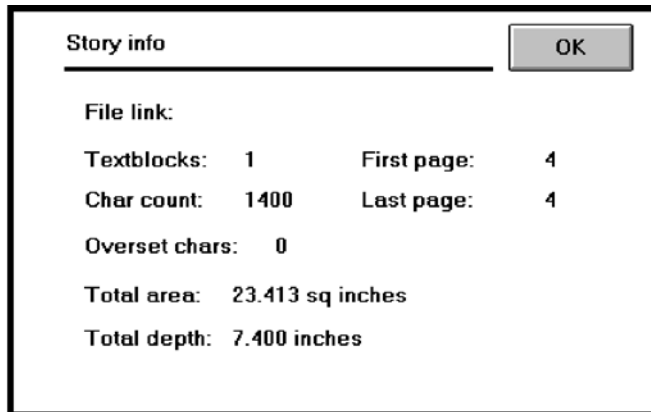 Story info OK
File link:
Textblocks: 1 First page: 4
Char count: 1400 Last page: 4
Overset chars: 0
Total area: 23.413 sq inches
Total depth: 7.400 inches